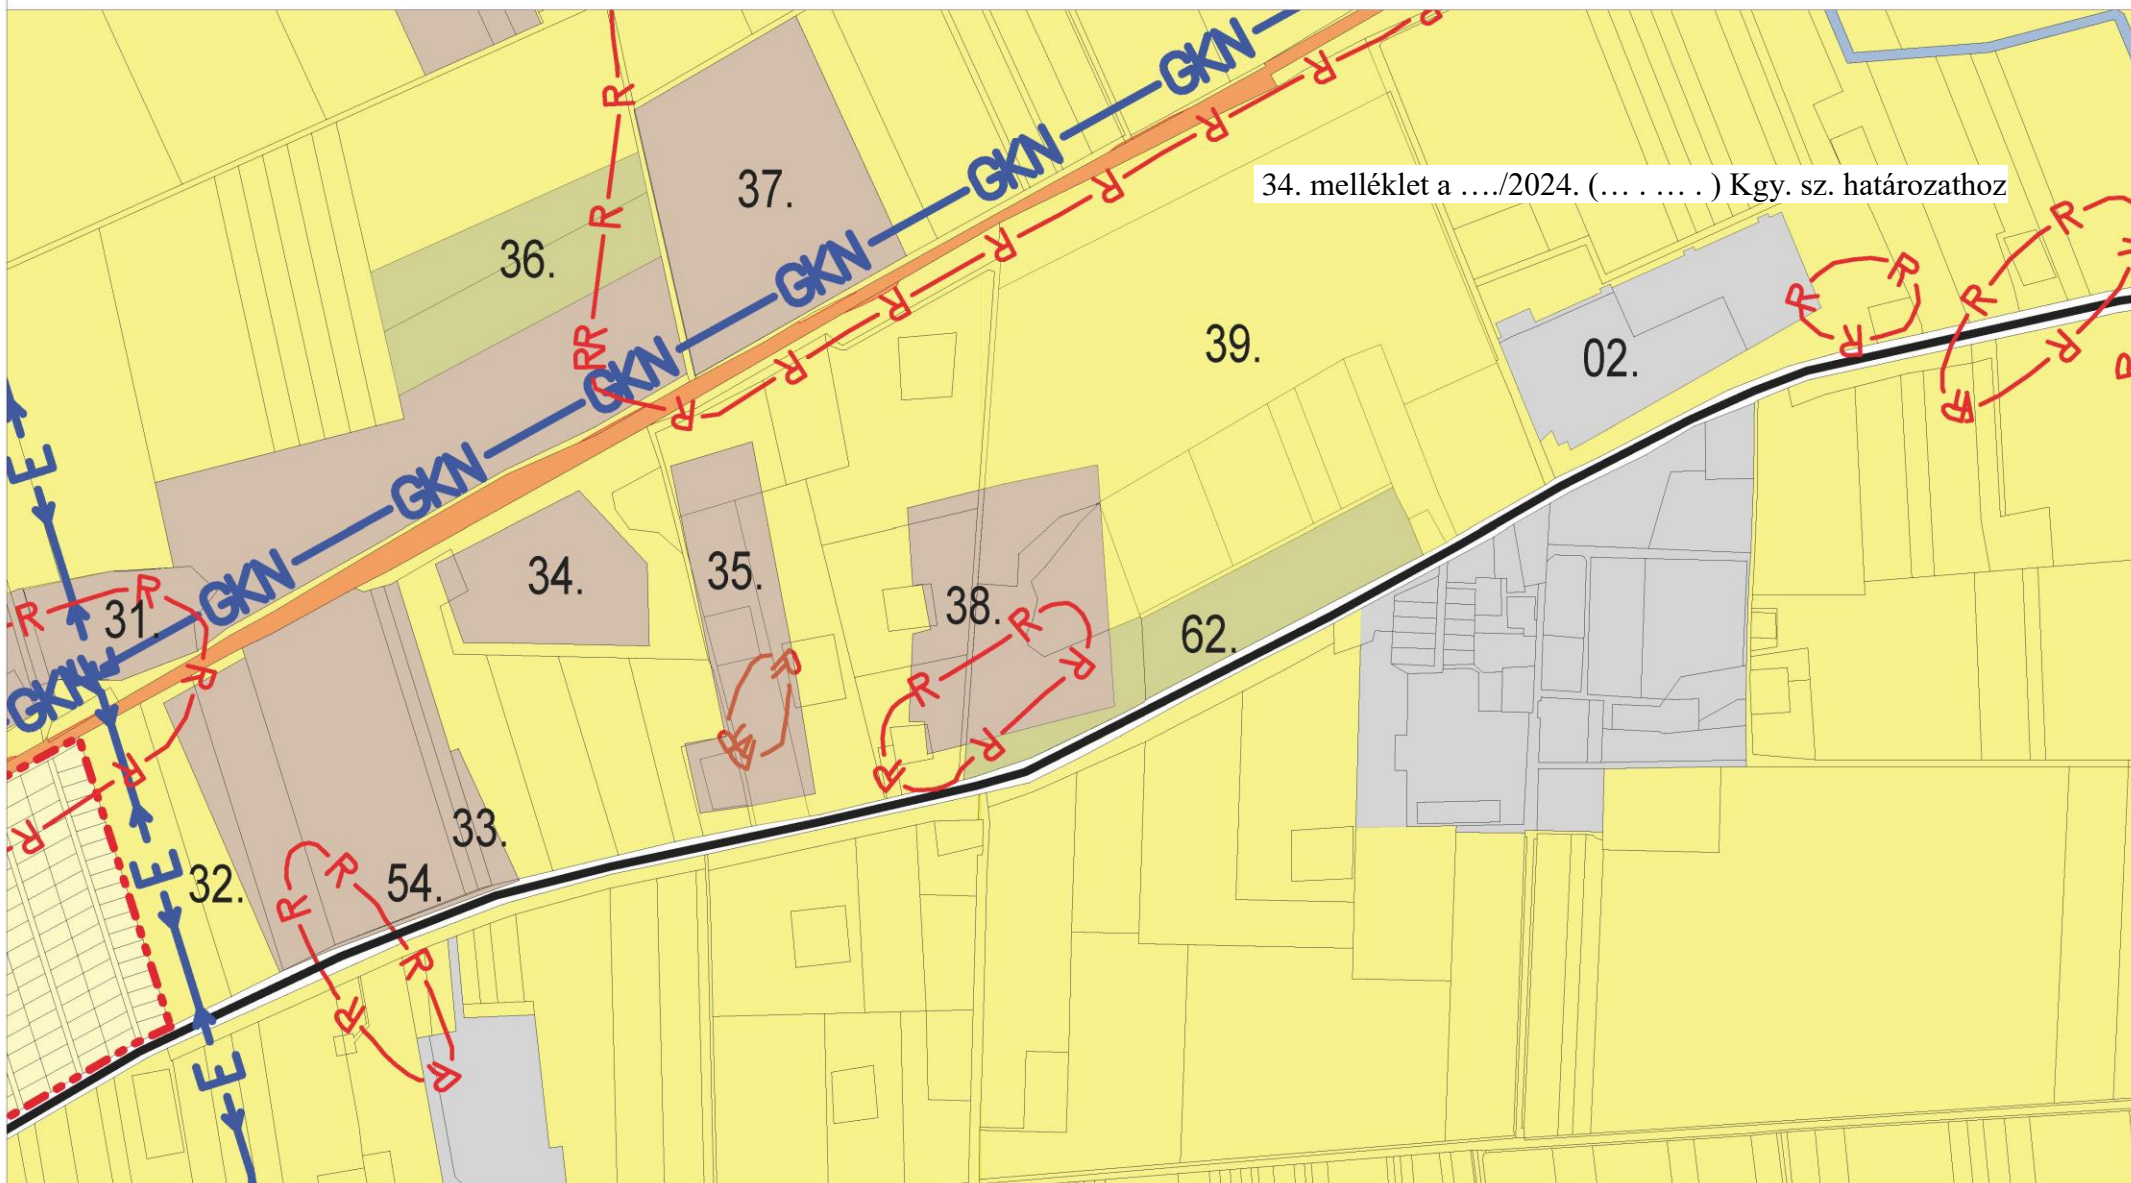 GKN
R
R
R
GKN
R
37.
R
GKN
R
34. melléklet a …./2024. (… . … . ) Kgy. sz. határozathoz
R
36.
R
R
R
GKN
R
R
R
R
R
R
39.
02.
R
R
R
GKN
R
R
R
E
GKN
34.
35.
GKN
R
R
31.
38.
R
62.
R
R
R
R
GKN
E
R
R
R
R
R
33.
E
32.
54.
R
R
R
R
E
R